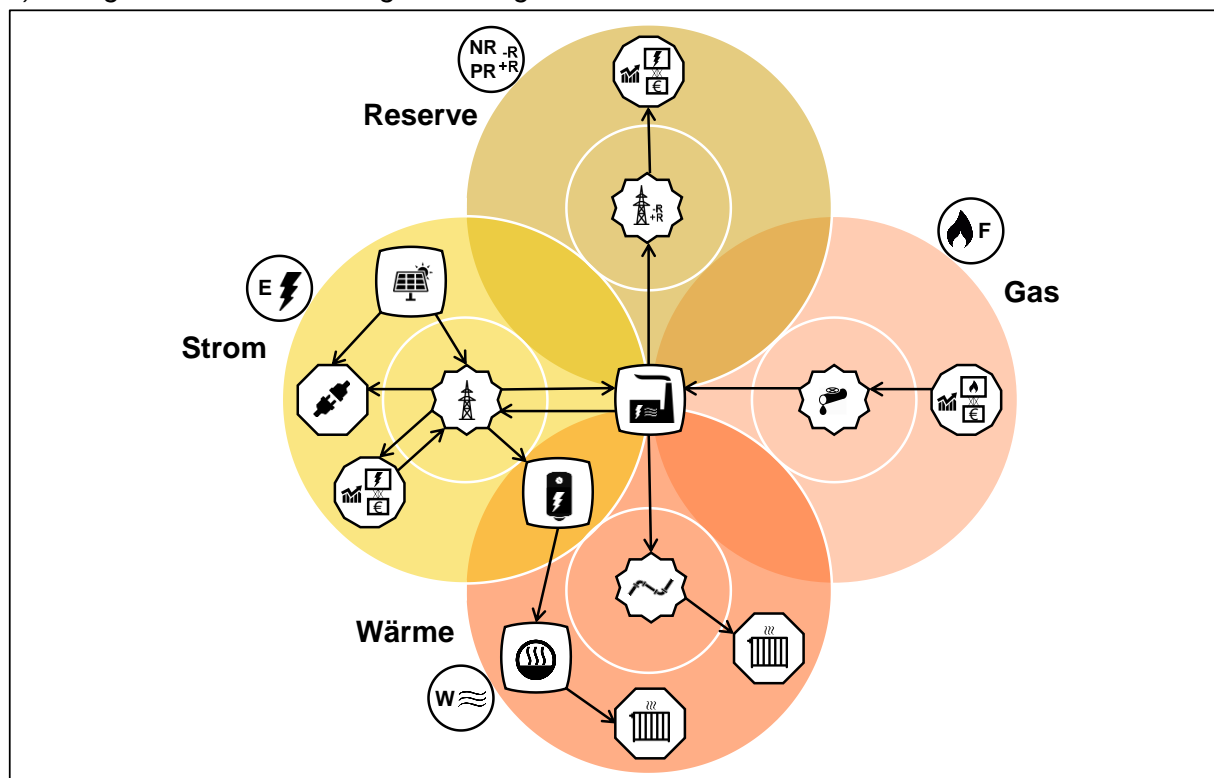 NR -R
PR +R
Reserve
€
-R
+R
F
Gas
E
Strom
€
€
Wärme
W